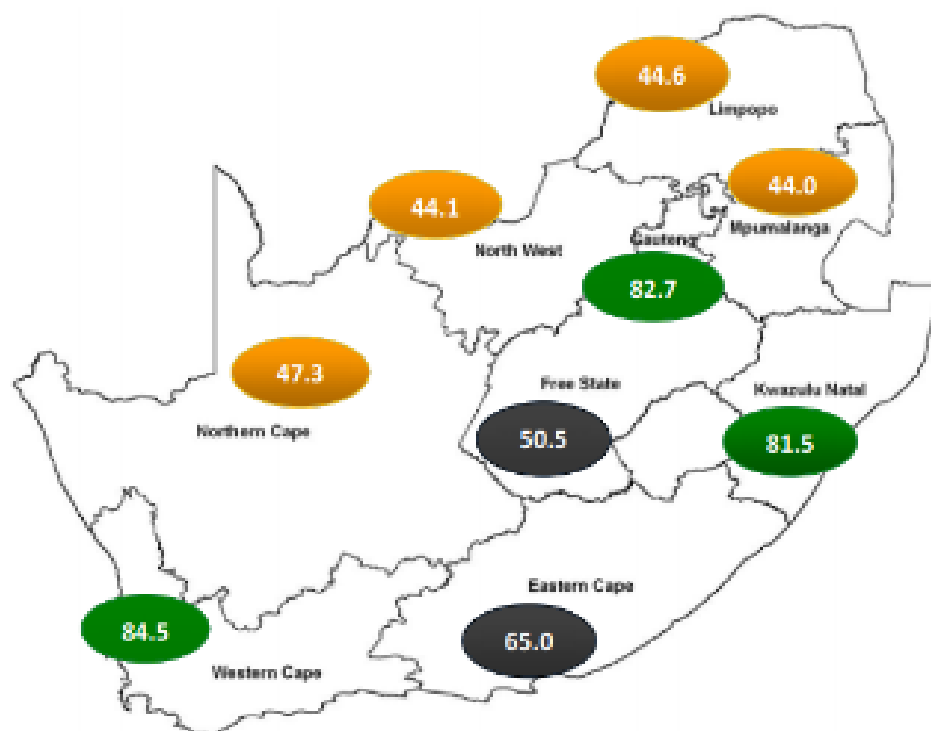 44.6
Limpopo
44.0
44.1
Mpumalanga
Gauteng
North West
82.7
47.3
Free State
Kwazulu Natal
Northern Cape
50.5
81.5
Eastern Cape
84.5
65.0
Western Cape